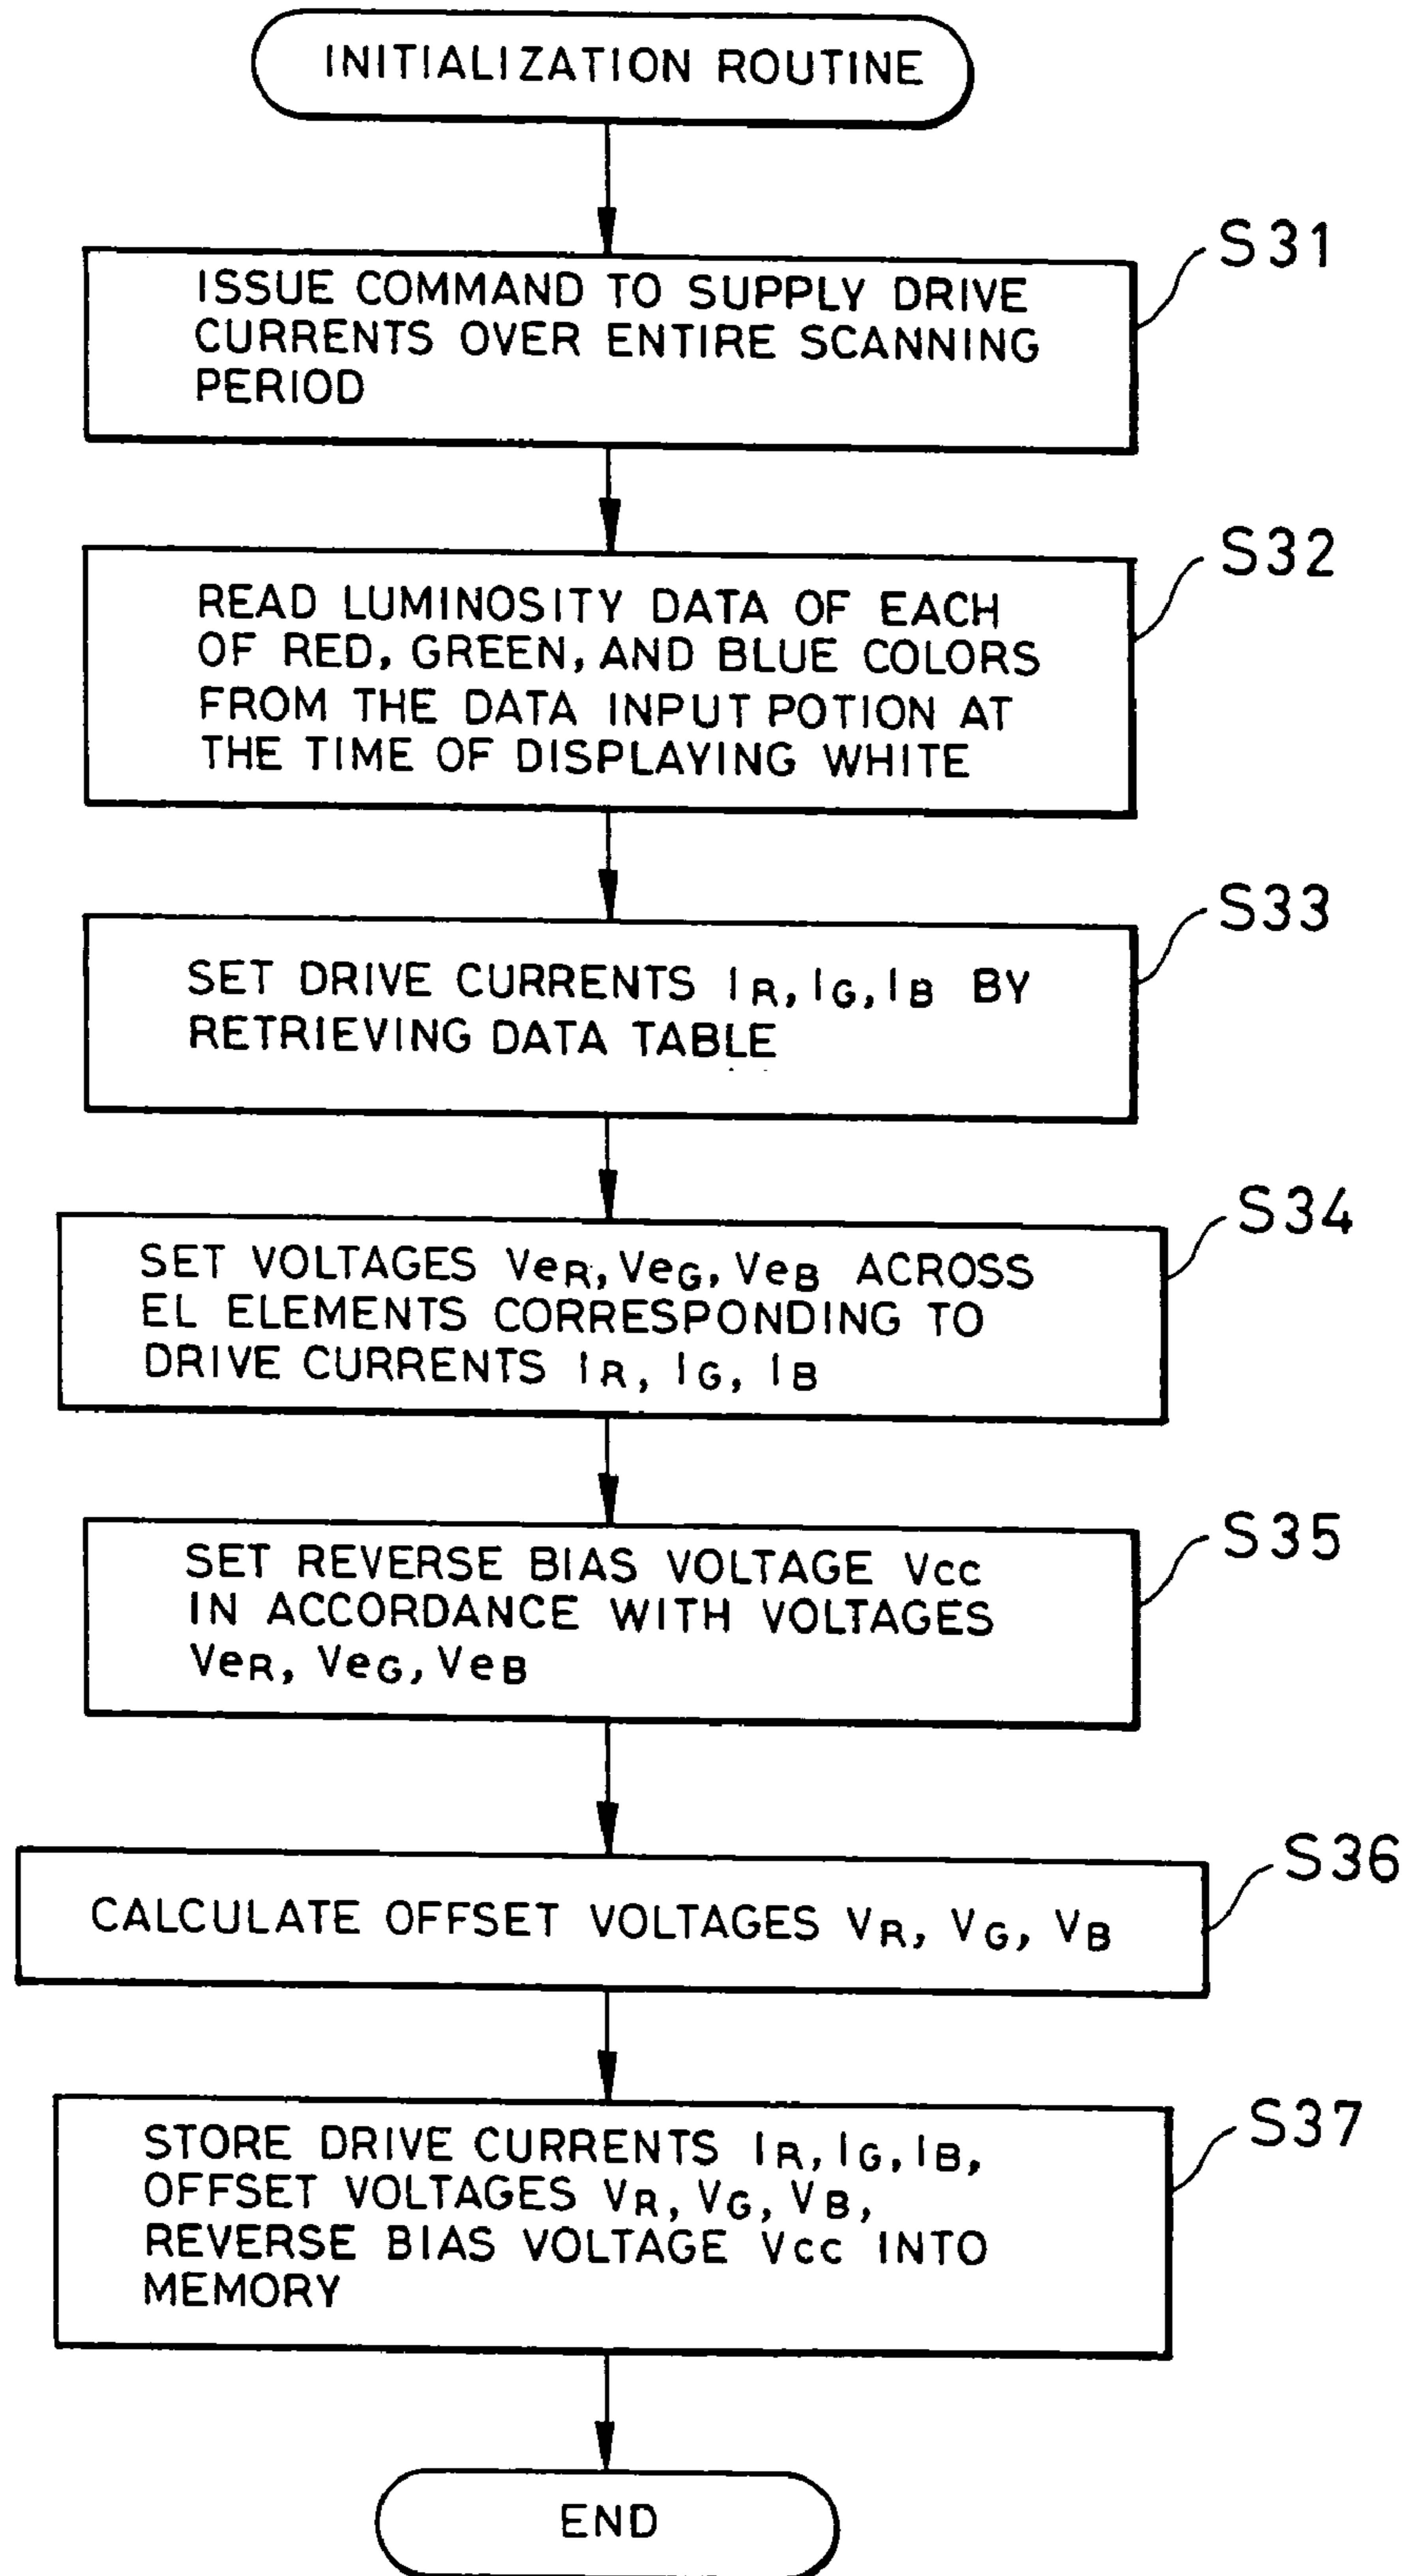 INITIALIZATION ROUTINE
S31
ISSUE COMMAND TO SUPPLY DRIVE
CURRENTS OVER ENTIRE SCANNING
PERIOD
S32
READ LUMINOSITY DATA OF EACH
OF RED, GREEN, AND BLUE COLORS
FROM THE DATA INPUT POTION AT
THE TIME OF DISPLAYING WHITE
S33
SET DRIVE CURRENTS IR, IG, IB BY
RETRIEVING DATA TABLE
S34
SET VOLTAGES VeR, VeG, VeB ACROSS
EL ELEMENTS CORRESPONDING TO
DRIVE CURRENTS IR, IG, IB
S35
SET REVERSE BIAS VOLTAGE Vcc
IN ACCORDANCE WITH VOLTAGES
VeR, VeG, VeB
S36
CALCULATE OFFSET VOLTAGES VR, VG, VB
S37
STORE DRIVE CURRENTS IR, IG, IB,
OFFSET VOLTAGES VR, VG, VB,
REVERSE BIAS VOLTAGE Vcc INTO
MEMORY
END